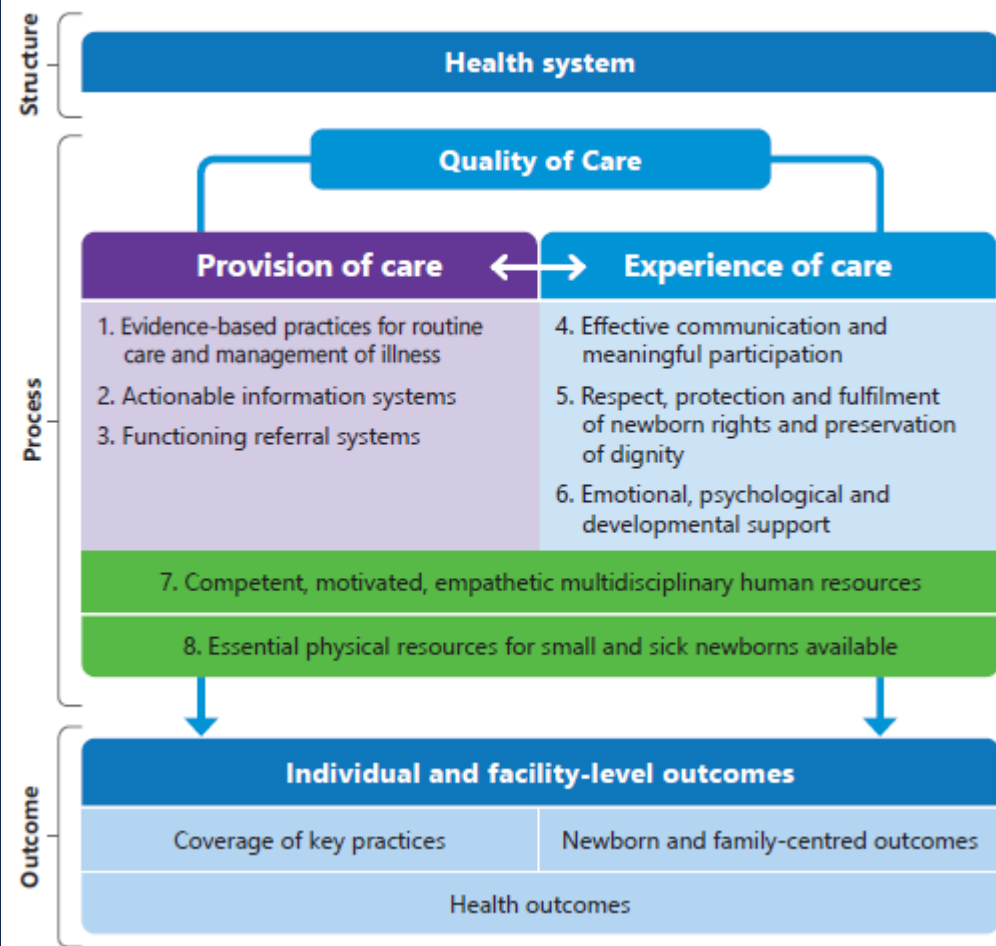 Structure
Health system
Process
Quality of Care
Provision of care
Experience of care
1. Evidence-based practices for routine
care and management of illness
2. Actionable information systems
3. Functioning referral systems
4. Effective communication and
meaningful participation
5. Respect, protection and fulfilment
of newborn rights and preservation
of dignity
6. Emotional, psychological and
developmental support
7. Competent, motivated, empathetic multidisciplinary human resources
8. Essential physical resources for small and sick newborns available
Outcome
Individual and facility-level outcomes
Coverage of key practices
Newborn and family-centred outcomes
Health outcomes